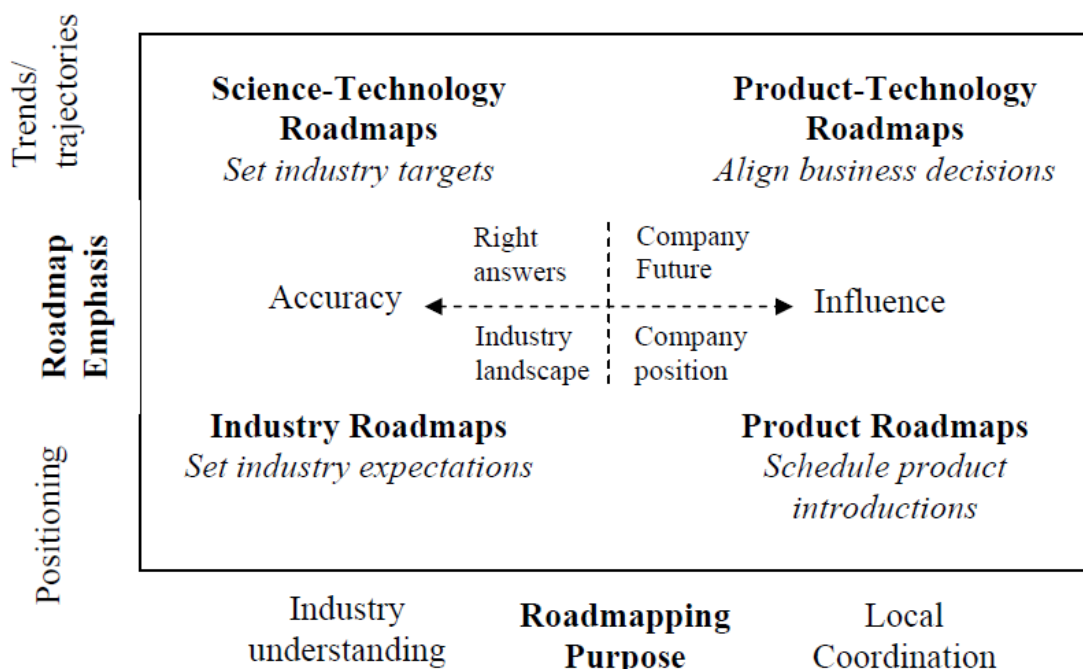 Trends/
trajectories
Science-Technology
Roadmaps
Set industry targets
Product-Technology
Roadmaps
Align business decisions
Roadmap
Emphasis
Right
answers
Company
Future
Accuracy
Influence
Industry
landscape
Company
position
Positioning
Industry Roadmaps
Set industry expectations
Product Roadmaps
Schedule product
introductions
Industry
understanding
Roadmapping
Purpose
Local
Coordination